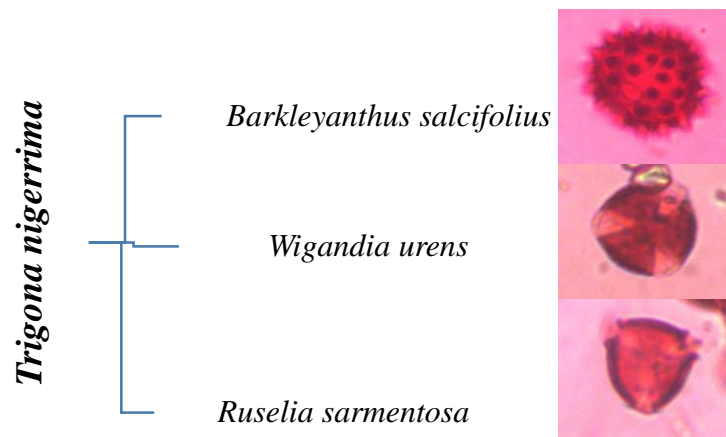 Trigona nigerrima
Barkleyanthus salcifolius
Wigandia urens
Ruselia sarmentosa